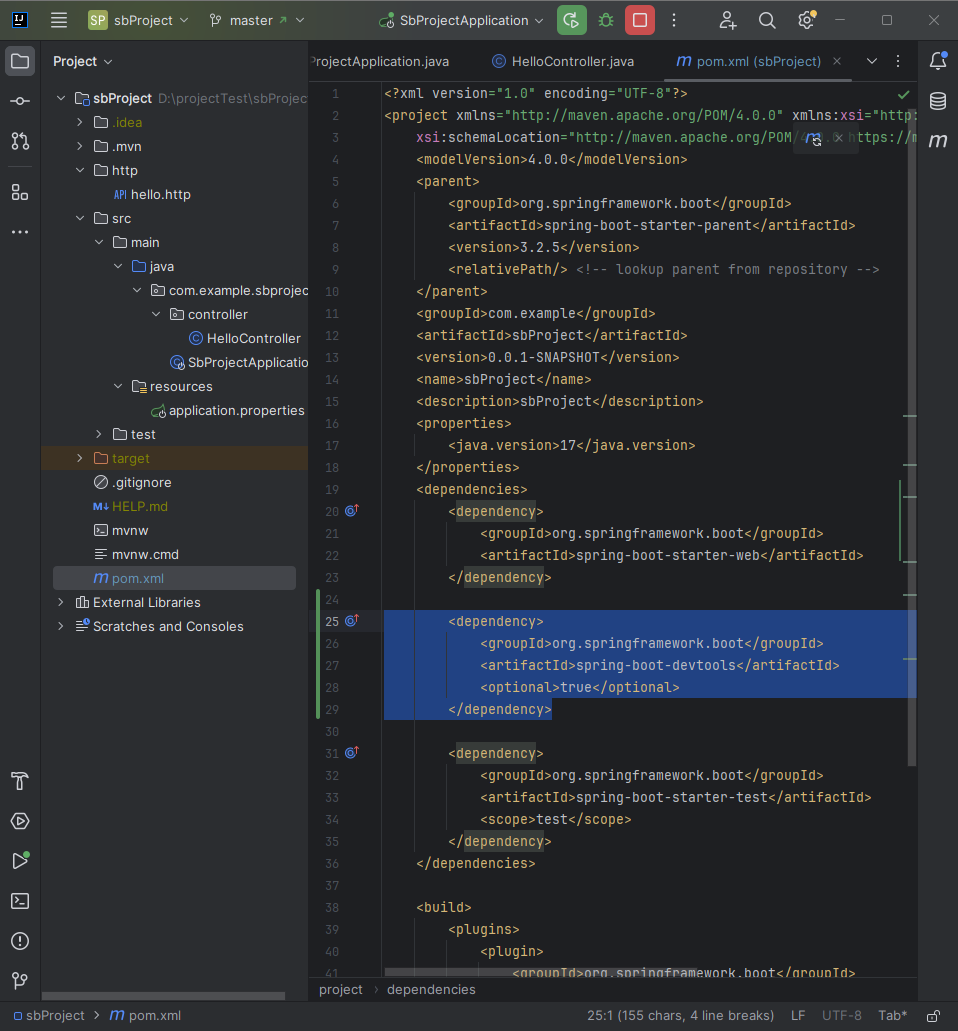 SP sbProject master SbProjectApplication
Project
rojectApplication.java HelloController.java pom.xml (sbProject)
sbProject D:\projectTest\sbProjec
.idea
.mvn
http
API hello.http
src
main
java
com.example.sbprojec
controller
HelloController
SbProjectApplicatio
resources
application.properties
test
target
.gitignore
M↓ HELP.md
mvnw
mvnw.cmd
m pom.xml
External Libraries
Scratches and Consoles
1 <?xml version="1.0" encoding="UTF-8"?>
2 <project xmlns="http://maven.apache.org/POM/4.0.0" xmlns:xsi="http:
3 xsi:schemaLocation="http://maven.apache.org/POM/4.0.0 https://m
4 <modelVersion>4.0.0</modelVersion>
5 <parent>
6 <groupId>org.springframework.boot</groupId>
7 <artifactId>spring-boot-starter-parent</artifactId>
8 <version>3.2.5</version>
9 <relativePath/> <!-- lookup parent from repository -->
10 </parent>
11 <groupId>com.example</groupId>
12 <artifactId>sbProject</artifactId>
13 <version>0.0.1-SNAPSHOT</version>
14 <name>sbProject</name>
15 <description>sbProject</description>
16 <properties>
17 <java.version>17</java.version>
18 </properties>
19 <dependencies>
20 <dependency>
21 <groupId>org.springframework.boot</groupId>
22 <artifactId>spring-boot-starter-web</artifactId>
23 </dependency>
24
25 <dependency>
26 <groupId>org.springframework.boot</groupId>
27 <artifactId>spring-boot-devtools</artifactId>
28 <optional>true</optional>
29 </dependency>
30
31 <dependency>
32 <groupId>org.springframework.boot</groupId>
33 <artifactId>spring-boot-starter-test</artifactId>
34 <scope>test</scope>
35 </dependency>
36 </dependencies>
37
38 <build>
39 <plugins>
40 <plugin>
41 <groupId>org.springframework.boot</groupId>
project › dependencies
sbProject › m pom.xml 25:1 (155 chars, 4 line breaks) LF UTF-8 Tab*